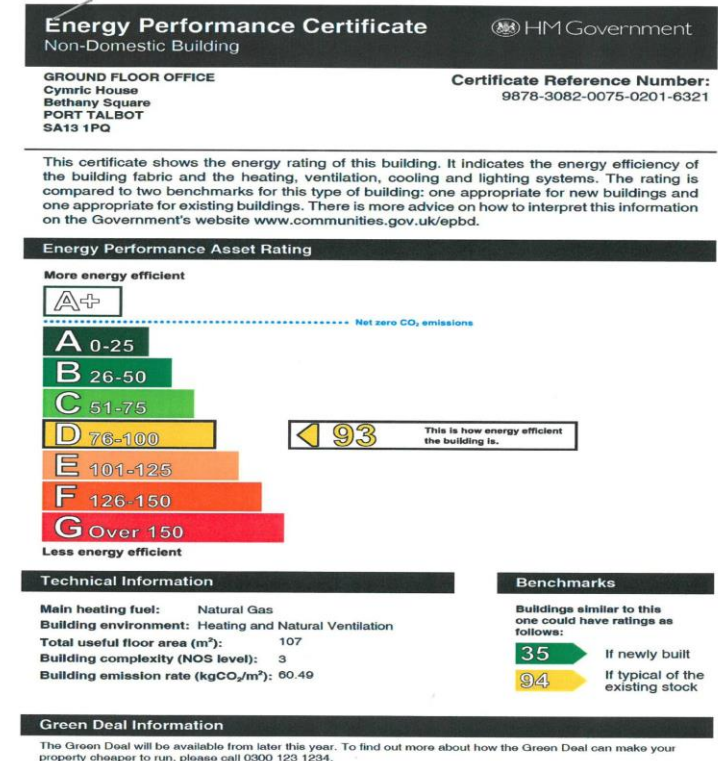 Energy Performance Certificate
HM Government
Non-Domestic Building
GROUND FLOOR OFFICE
Cymric House
Bethany Square
PORT TALBOT
SA13 1PQ
Certificate Reference Number:
9878-3082-0075-0201-6321
This certificate shows the energy rating of this building. It indicates the energy efficiency of
the building fabric and the heating, ventilation, cooling and lighting systems. The rating is
compared to two benchmarks for this type of building: one appropriate for new buildings and
one appropriate for existing buildings. There is more advice on how to interpret this information
on the Government's website www.communities.gov.uk/epbd.
Energy Performance Asset Rating
More energy efficient
A+
Net zero CO₂ emissions
A 0-25
B 26-50
C 51-75
D 76-100
93
This is how energy efficient
the building is.
E 101-125
F 126-150
G Over 150
Less energy efficient
Technical Information
Main heating fuel: Natural Gas
Building environment: Heating and Natural Ventilation
Total useful floor area (m²): 107
Building complexity (NOS level): 3
Building emission rate (kgCO₂/m²): 60.49
Benchmarks
Buildings similar to this
one could have ratings as
follows:
35 If newly built
94 If typical of the
existing stock
Green Deal Information
The Green Deal will be available from later this year. To find out more about how the Green Deal can make your
property cheaper to run, please call 0300 123 1234.